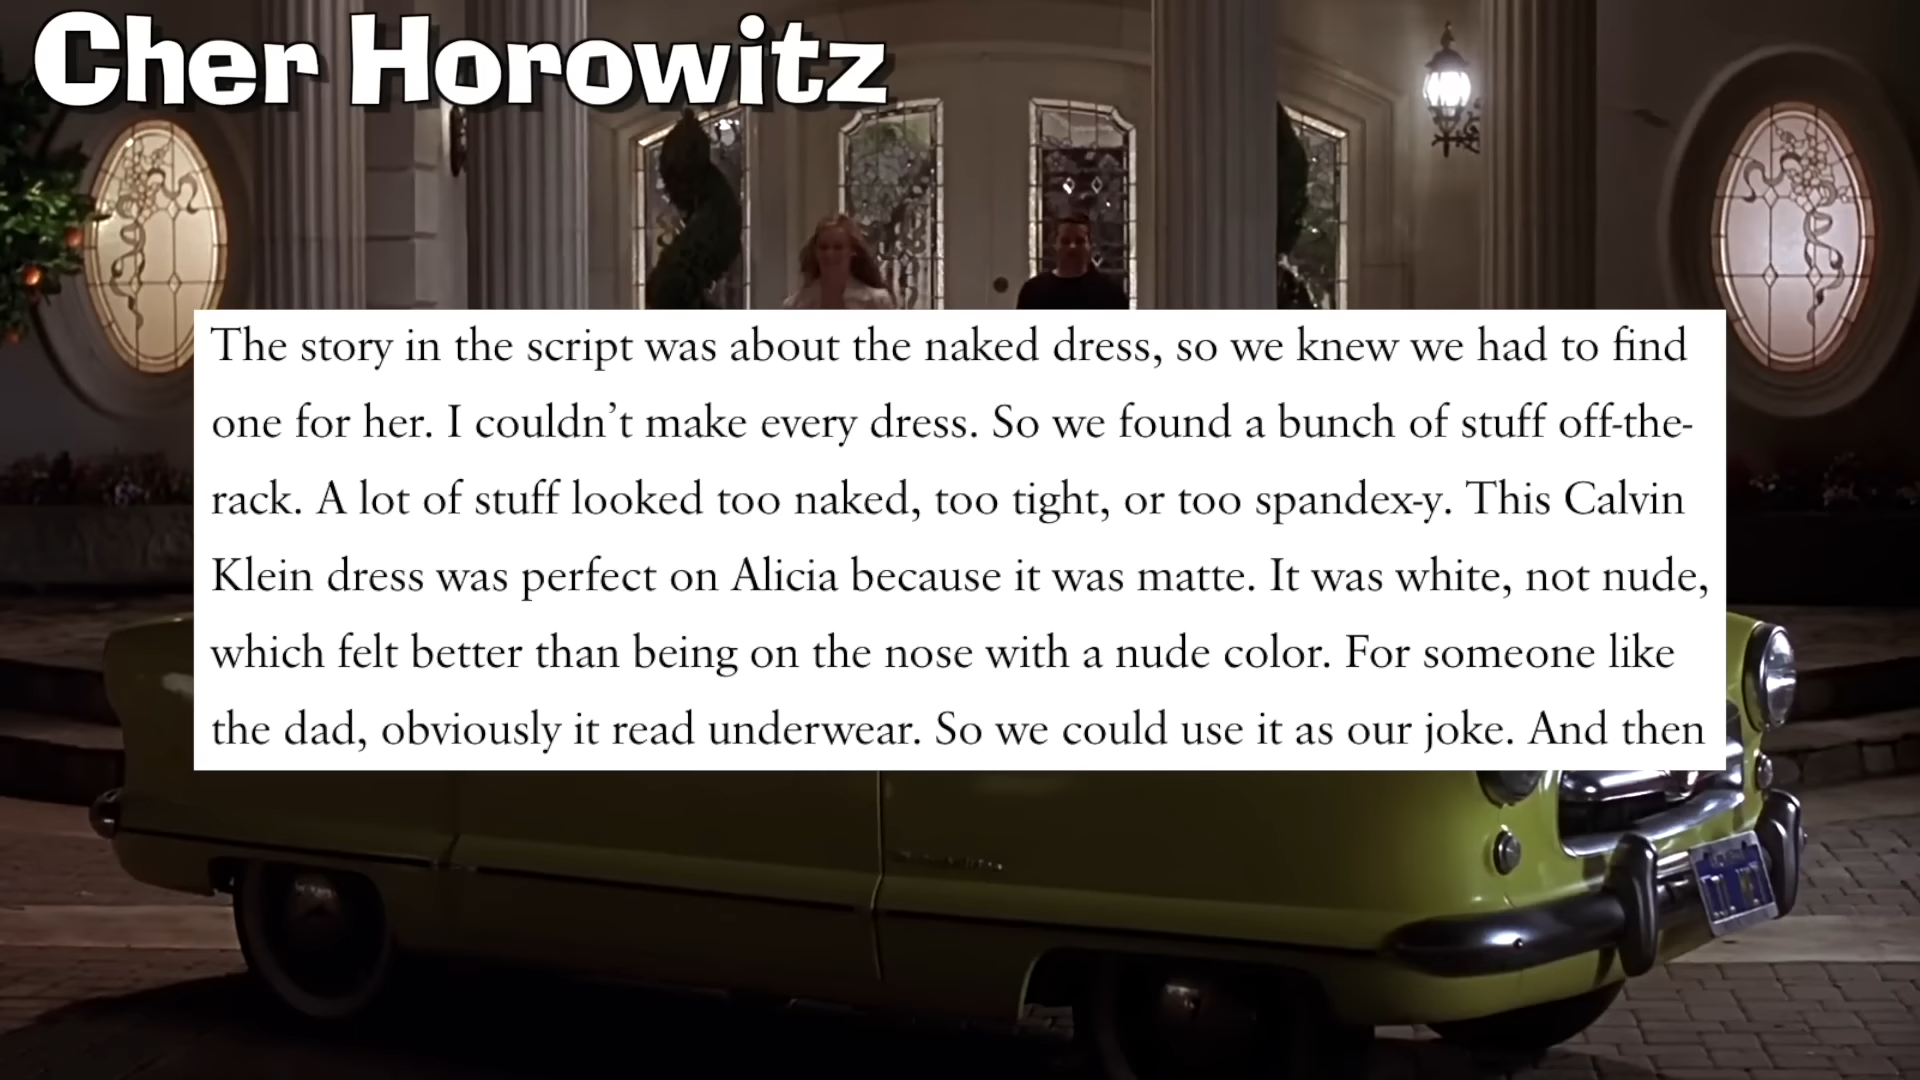 Cher Horowitz
The story in the script was about the naked dress, so we knew we had to find
one for her. I couldn’t make every dress. So we found a bunch of stuff off-the-
rack. A lot of stuff looked too naked, too tight, or too spandex-y. This Calvin
Klein dress was perfect on Alicia because it was matte. It was white, not nude,
which felt better than being on the nose with a nude color. For someone like
the dad, obviously it read underwear. So we could use it as our joke. And then